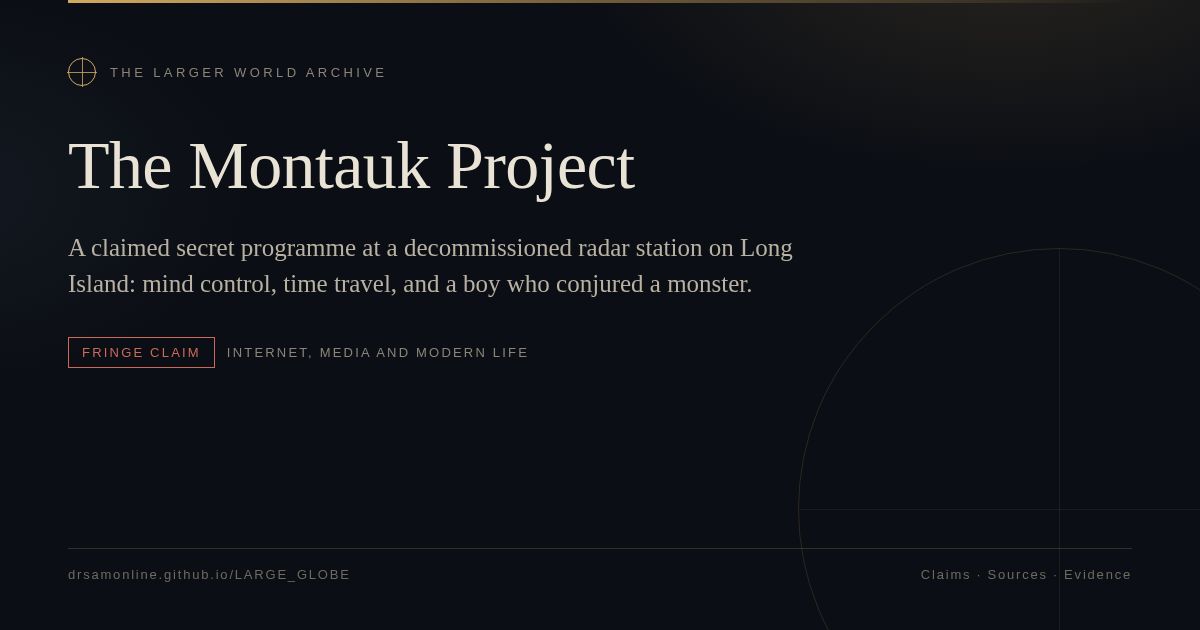 THE LARGER WORLD ARCHIVE
The Montauk Project
A claimed secret programme at a decommissioned radar station on Long
Island: mind control, time travel, and a boy who conjured a monster.
FRINGE CLAIM INTERNET, MEDIA AND MODERN LIFE
drsamonline.github.io/LARGE_GLOBE Claims · Sources · Evidence